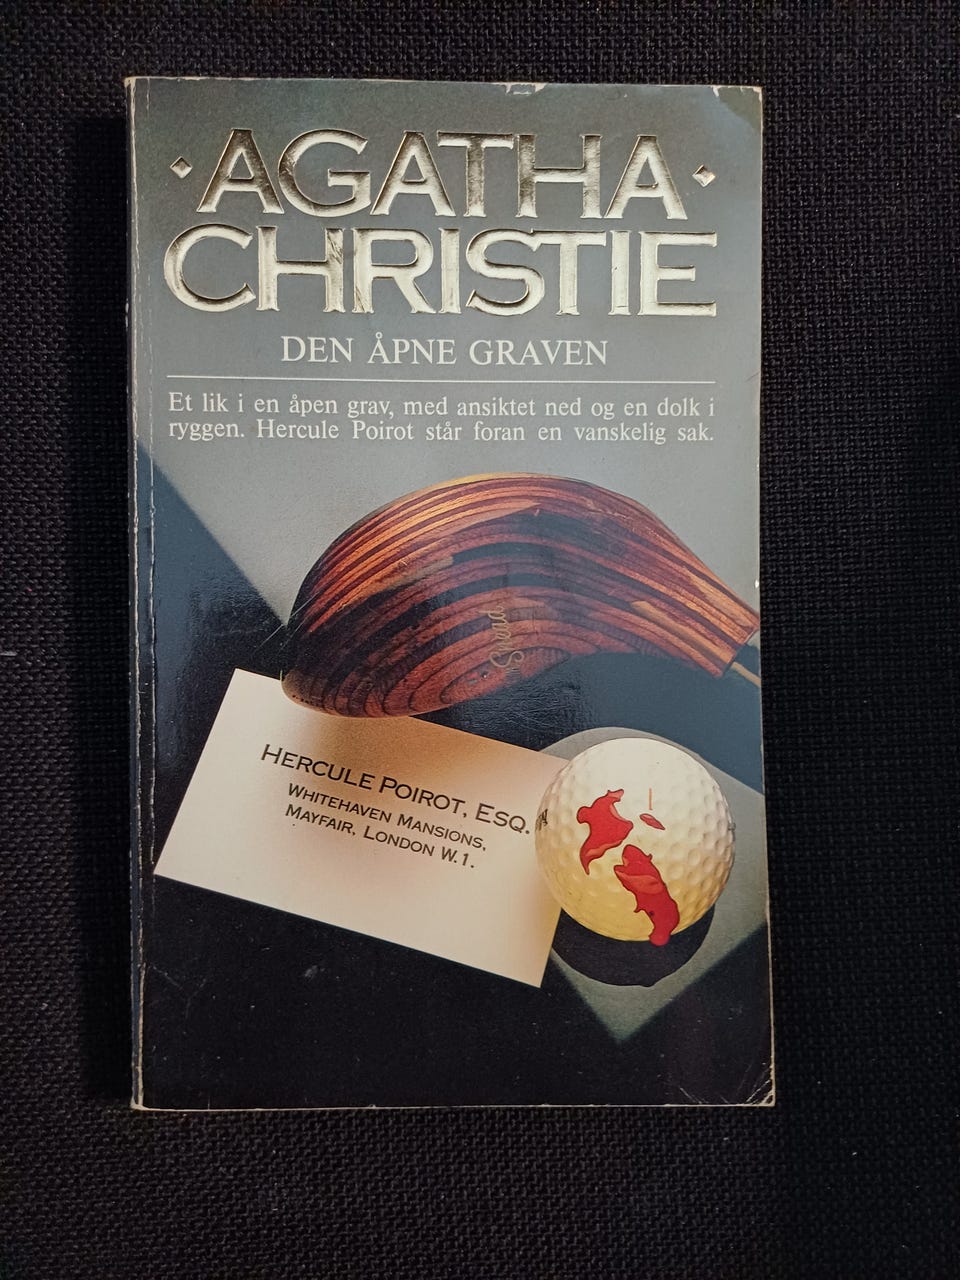 · AGATHA ·
CHRISTIE
DEN ÅPNE GRAVEN
Et lik i en åpen grav, med ansiktet ned og en dolk i
ryggen. Hercule Poirot står foran en vanskelig sak.
HERCULE POIROT, ESQ.
WHITEHAVEN MANSIONS,
MAYFAIR, LONDON W.1.